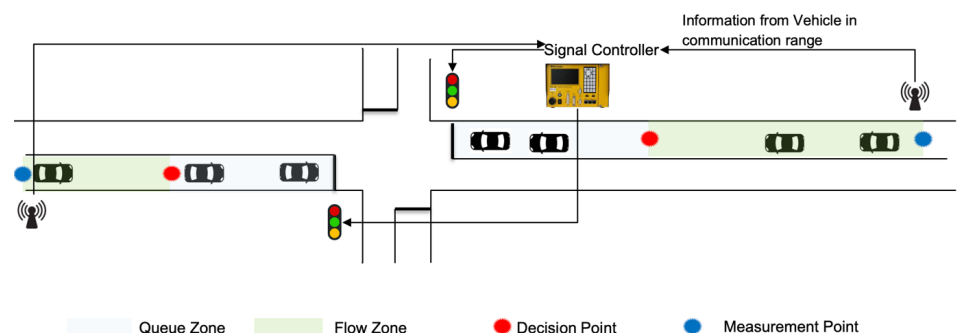 Information from Vehicle in
communication range
Signal Controller
Queue Zone
Flow Zone
Decision Point
Measurement Point